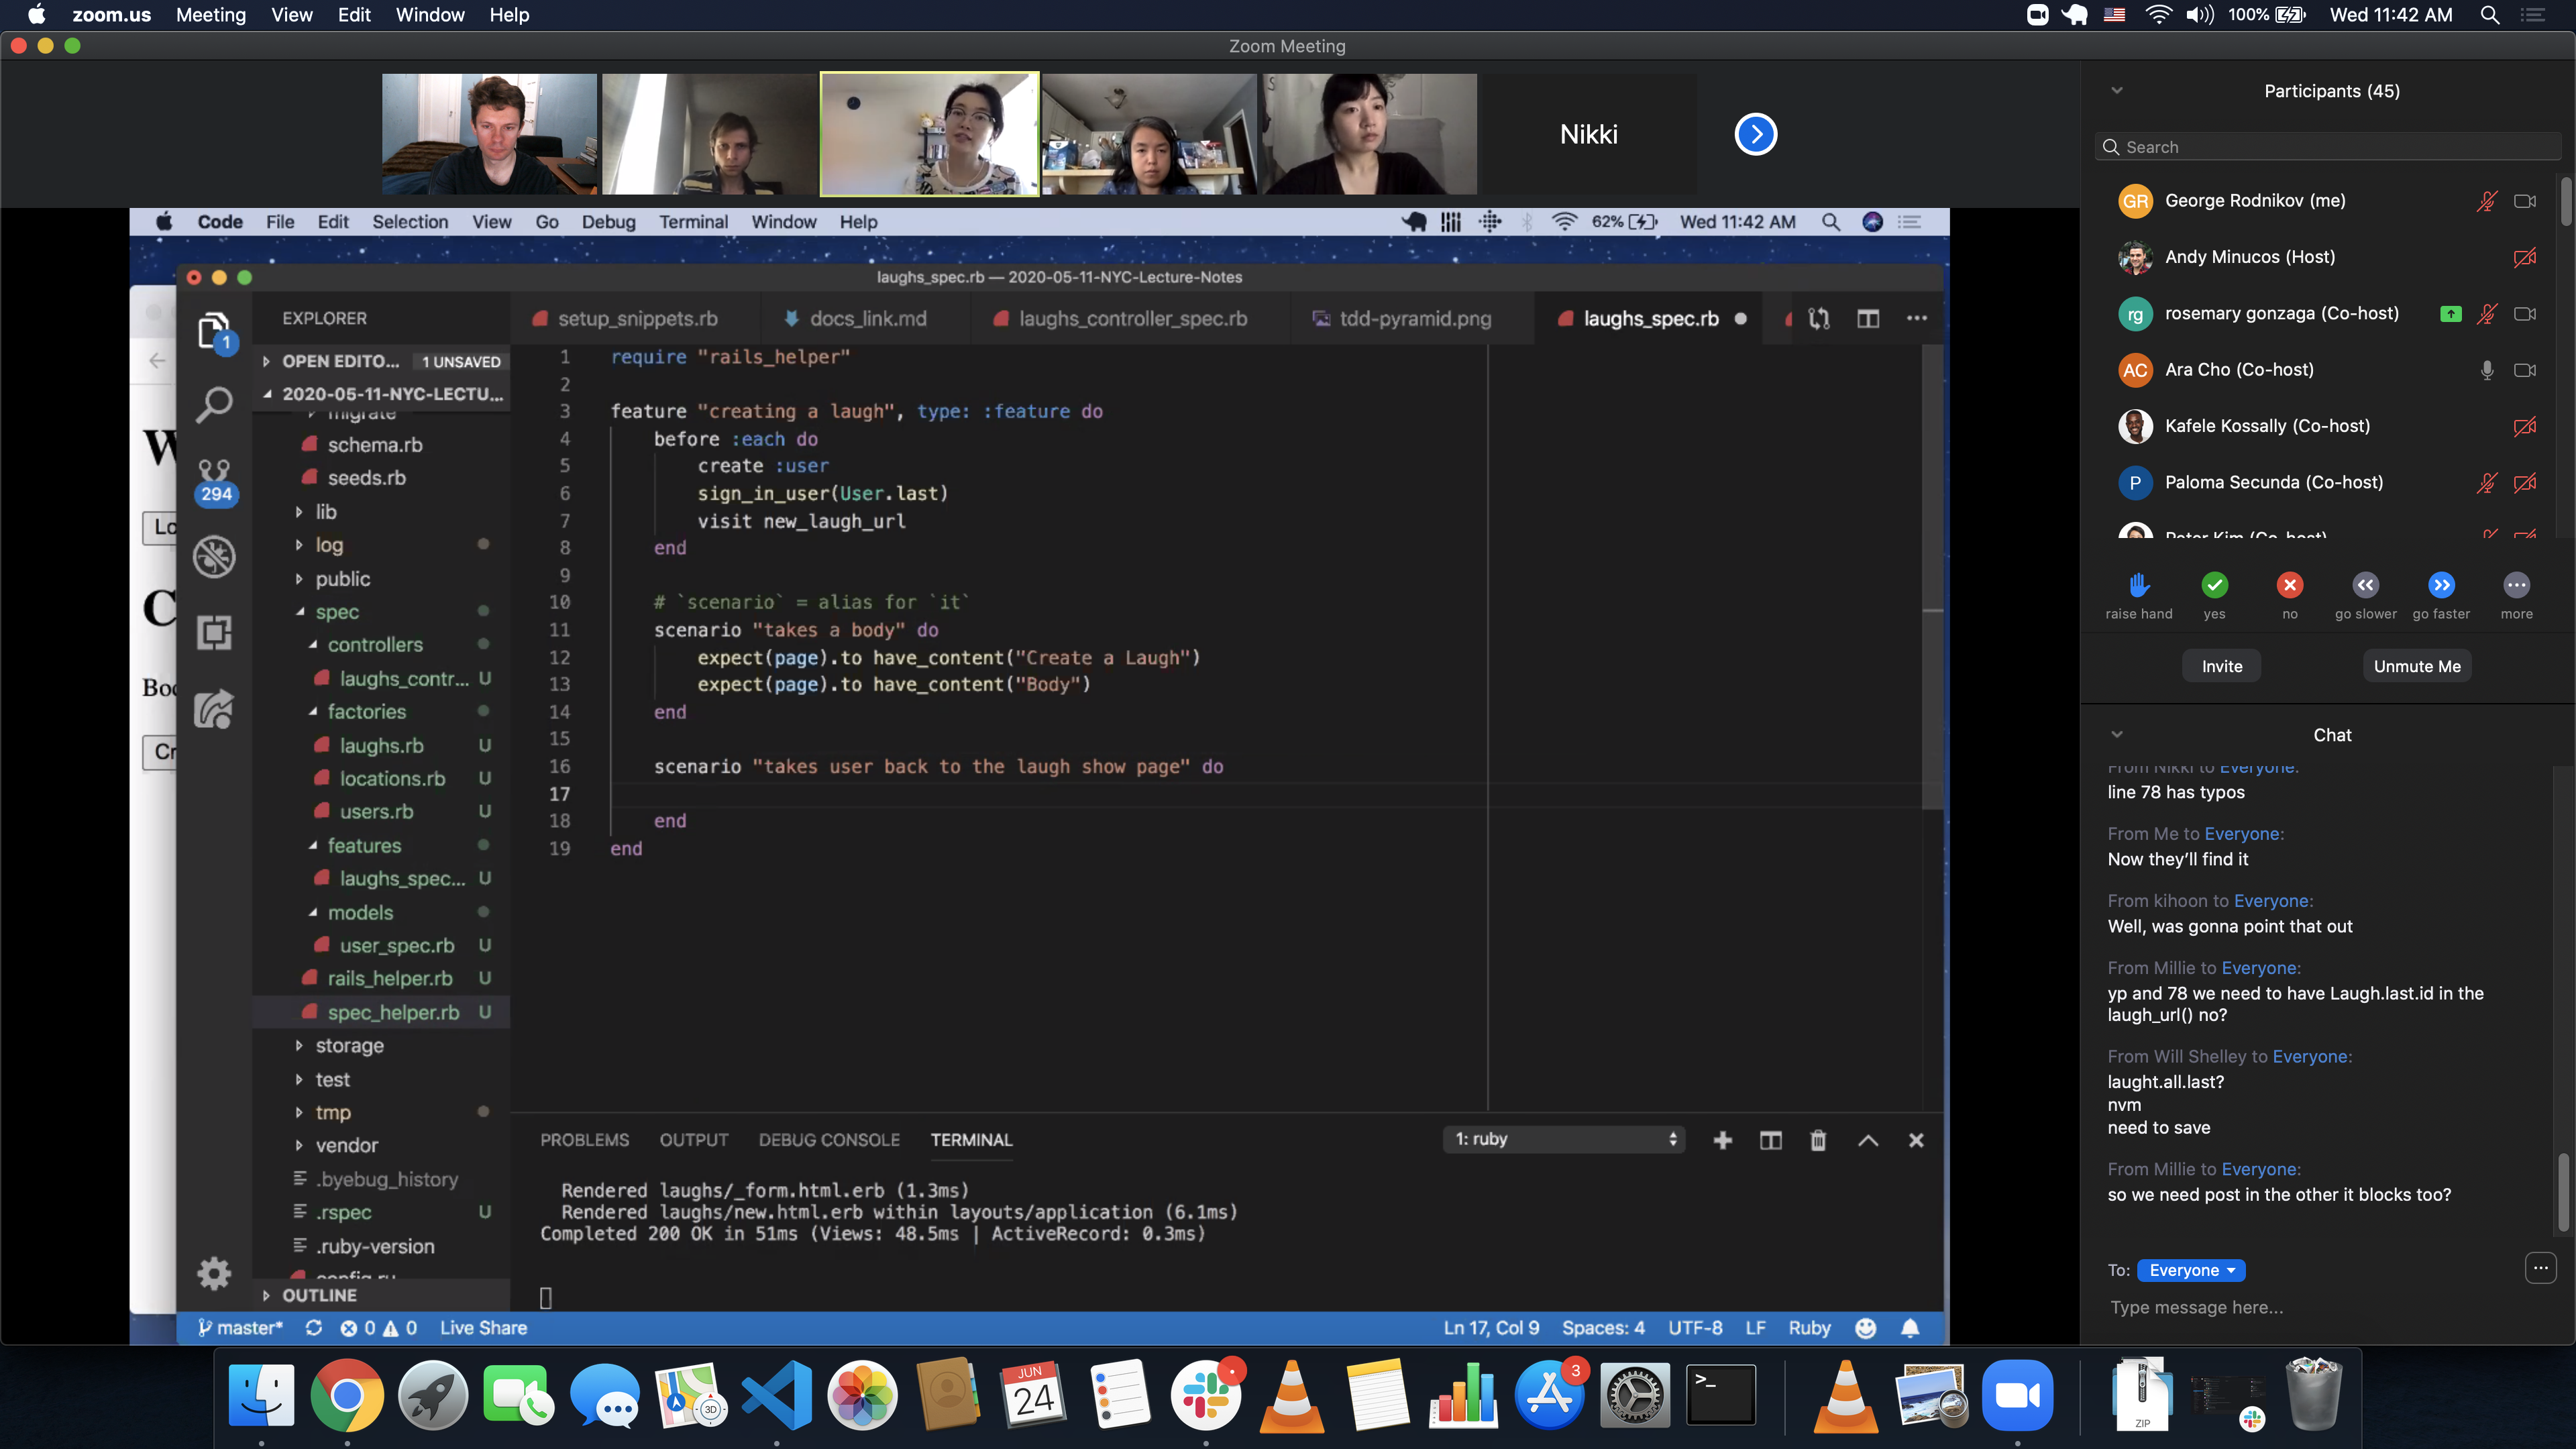 zoom.us Meeting View Edit Window Help 100% Wed 11:42 AM
Zoom Meeting
Nikki
Code File Edit Selection View Go Debug Terminal Window Help 62% Wed 11:42 AM
laughs_spec.rb — 2020-05-11-NYC-Lecture-Notes
EXPLORER
setup_snippets.rb docs_link.md laughs_controller_spec.rb tdd-pyramid.png laughs_spec.rb
1
OPEN EDITO... 1 UNSAVED
2020-05-11-NYC-LECTU...
migrate
schema.rb
seeds.rb
294
lib
log
public
spec
controllers
laughs_contr... U
factories
laughs.rb U
locations.rb U
users.rb U
features
laughs_spec... U
models
user_spec.rb U
rails_helper.rb U
spec_helper.rb U
storage
test
tmp
vendor
.byebug_history
.rspec U
.ruby-version
config.ru
OUTLINE
W
Lo
C
Boo
Cr
1 require "rails_helper"
2
3 feature "creating a laugh", type: :feature do
4 before :each do
5 create :user
6 sign_in_user(User.last)
7 visit new_laugh_url
8 end
9
10 # `scenario` = alias for `it`
11 scenario "takes a body" do
12 expect(page).to have_content("Create a Laugh")
13 expect(page).to have_content("Body")
14 end
15
16 scenario "takes user back to the laugh show page" do
17
18 end
19 end
PROBLEMS OUTPUT DEBUG CONSOLE TERMINAL 1: ruby
Rendered laughs/_form.html.erb (1.3ms)
Rendered laughs/new.html.erb within layouts/application (6.1ms)
Completed 200 OK in 51ms (Views: 48.5ms | ActiveRecord: 0.3ms)
master* 0 0 Live Share Ln 17, Col 9 Spaces: 4 UTF-8 LF Ruby
Participants (45)
Search
GR George Rodnikov (me)
Andy Minucos (Host)
rg rosemary gonzaga (Co-host)
AC Ara Cho (Co-host)
Kafele Kossally (Co-host)
P Paloma Secunda (Co-host)
Peter Kim (Co-host)
raise hand yes no go slower go faster more
Invite Unmute Me
Chat
From Nikki to Everyone:
line 78 has typos
From Me to Everyone:
Now they’ll find it
From kihoon to Everyone:
Well, was gonna point that out
From Millie to Everyone:
yp and 78 we need to have Laugh.last.id in the
laugh_url() no?
From Will Shelley to Everyone:
laught.all.last?
nvm
need to save
From Millie to Everyone:
so we need post in the other it blocks too?
To: Everyone
Type message here...
3D
JUN
24
3
>_
ZIP